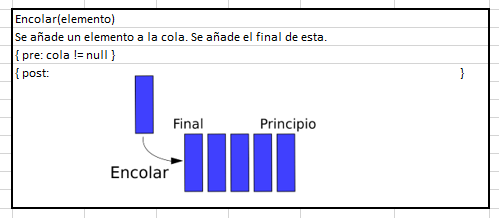 Encolar(elemento)
Se añade un elemento a la cola. Se añade el final de esta.
{ pre: cola != null }
{ post: }
Final Principio
Encolar